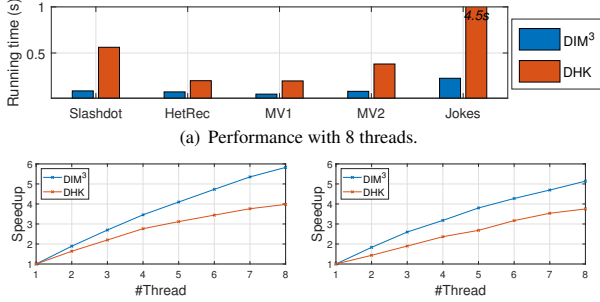 Running time (s)
1
0.5
4.5s
DIM³
DHK
Slashdot HetRec MV1 MV2 Jokes
(a) Performance with 8 threads.
Speedup
6
5
4
3
2
1
DIM³
DHK
1 2 3 4 5 6 7 8
#Thread
Speedup
6
5
4
3
2
1
DIM³
DHK
1 2 3 4 5 6 7 8
#Thread